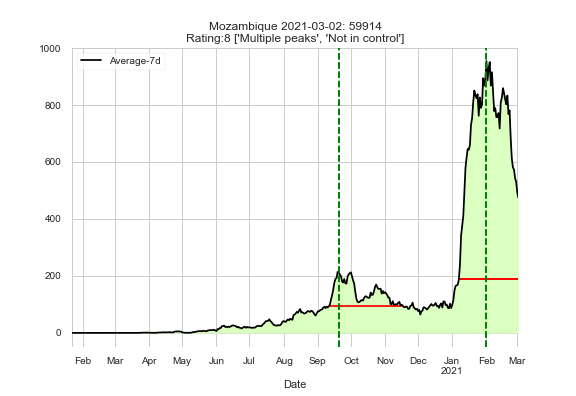 Mozambique 2021-03-02: 59914
Rating:8 ['Multiple peaks', 'Not in control']
Average-7d
1000
800
600
400
200
0
Feb Mar Apr May Jun Jul Aug Sep Oct Nov Dec Jan Feb Mar
2021
Date